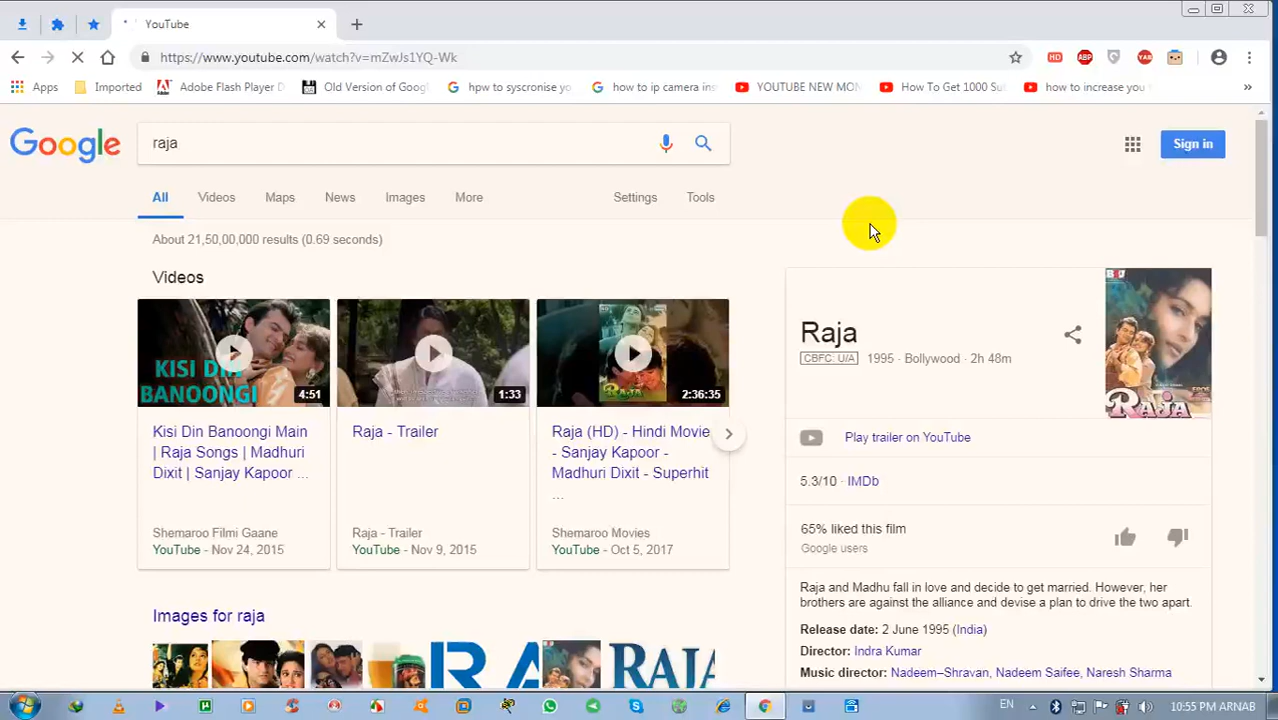 YouTube
https://www.youtube.com/watch?v=mZwJs1YQ-Wk
HD ABP YAB
Apps Imported Adobe Flash Player D Old Version of Goog hpw to syscronise yo how to ip camera ins YOUTUBE NEW MON How To Get 1000 Sub how to increase you »
Google raja Sign in
All Videos Maps News Images More Settings Tools
About 21,50,00,000 results (0.69 seconds)
Videos
KISI DIN
BANOONGI
4:51 1:33 2:36:35
Kisi Din Banoongi Main
| Raja Songs | Madhuri
Dixit | Sanjay Kapoor ...
Shemaroo Filmi Gaane
YouTube - Nov 24, 2015
Raja - Trailer
Raja - Trailer
YouTube - Nov 9, 2015
RAJA
Raja (HD) - Hindi Movie
- Sanjay Kapoor -
Madhuri Dixit - Superhit
...
Shemaroo Movies
YouTube - Oct 5, 2017
Images for raja
RAJA
Raja
CBFC: U/A 1995 · Bollywood · 2h 48m
RAJA
Play trailer on YouTube
5.3/10 · IMDb
65% liked this film
Google users
Raja and Madhu fall in love and decide to get married. However, her
brothers are against the alliance and devise a plan to drive the two apart.
Release date: 2 June 1995 (India)
Director: Indra Kumar
Music director: Nadeem–Shravan, Nadeem Saifee, Naresh Sharma
EN 10:55 PM ARNAB